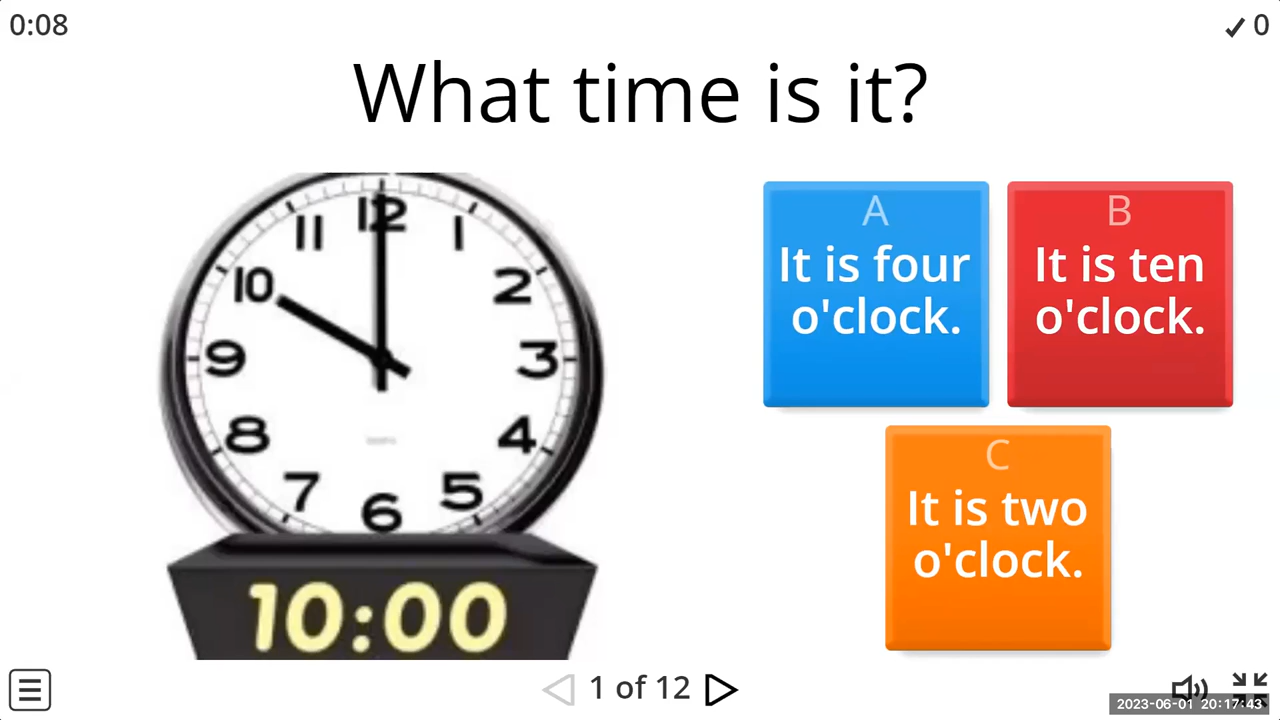 0:08
✓ 0
What time is it?
12
11
1
10
2
9
3
8
4
7
5
6
10:00
A
It is four
o'clock.
B
It is ten
o'clock.
C
It is two
o'clock.
1 of 12
2023-06-01 20:17:43